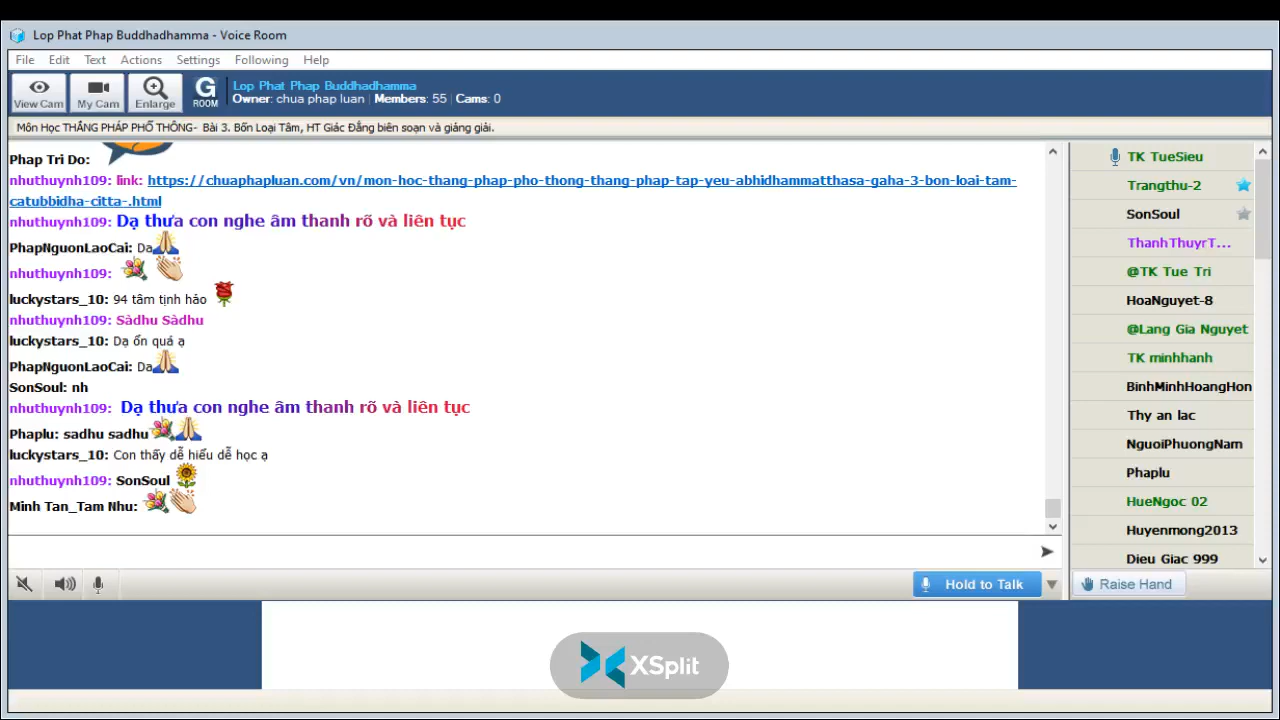 Lop Phat Phap Buddhadhamma - Voice Room
File Edit Text Actions Settings Following Help
View Cam My Cam Enlarge G ROOM
Lop Phat Phap Buddhadhamma
Owner: chua phap luan | Members: 55 | Cams: 0
Môn Học THẮNG PHÁP PHỔ THÔNG- Bài 3. Bốn Loại Tâm, HT Giác Đẳng biên soạn và giảng giải.
Phap Tri Do:
nhuthuynh109: link: https://chuaphapluan.com/vn/mon-hoc-thang-phap-pho-thong-thang-phap-tap-yeu-abhidhammatthasa-gaha-3-bon-loai-tam-
catubbidha-citta-.html
nhuthuynh109: Dạ thưa con nghe âm thanh rõ và liên tục
PhapNguonLaoCai: Da
nhuthuynh109:
luckystars_10: 94 tâm tịnh hảo
nhuthuynh109: Sàdhu Sàdhu
luckystars_10: Dạ ổn quá ạ
PhapNguonLaoCai: Da
SonSoul: nh
nhuthuynh109: Dạ thưa con nghe âm thanh rõ và liên tục
Phaplu: sadhu sadhu
luckystars_10: Con thấy dễ hiểu dễ học ạ
nhuthuynh109: SonSoul
Minh Tan_Tam Nhu:
TK TueSieu
Trangthu-2
SonSoul
ThanhThuyrT...
@TK Tue Tri
HoaNguyet-8
@Lang Gia Nguyet
TK minhhanh
BinhMinhHoangHon
Thy an lac
NguoiPhuongNam
Phaplu
HueNgoc 02
Huyenmong2013
Dieu Giac 999
Hold to Talk
Raise Hand
XSplit